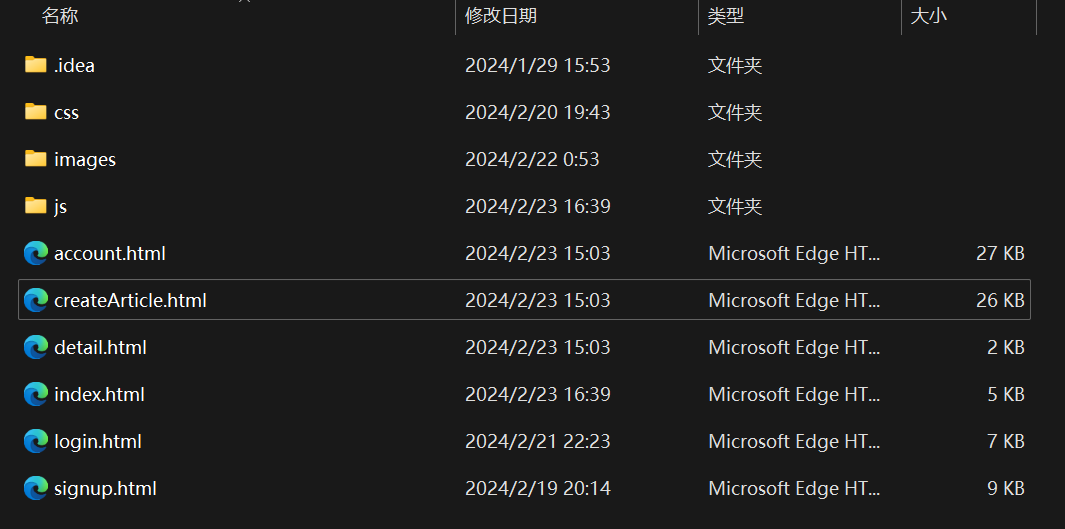 名称 修改日期 类型 大小
.idea 2024/1/29 15:53 文件夹
css 2024/2/20 19:43 文件夹
images 2024/2/22 0:53 文件夹
js 2024/2/23 16:39 文件夹
account.html 2024/2/23 15:03 Microsoft Edge HT... 27 KB
createArticle.html 2024/2/23 15:03 Microsoft Edge HT... 26 KB
detail.html 2024/2/23 15:03 Microsoft Edge HT... 2 KB
index.html 2024/2/23 16:39 Microsoft Edge HT... 5 KB
login.html 2024/2/21 22:23 Microsoft Edge HT... 7 KB
signup.html 2024/2/19 20:14 Microsoft Edge HT... 9 KB